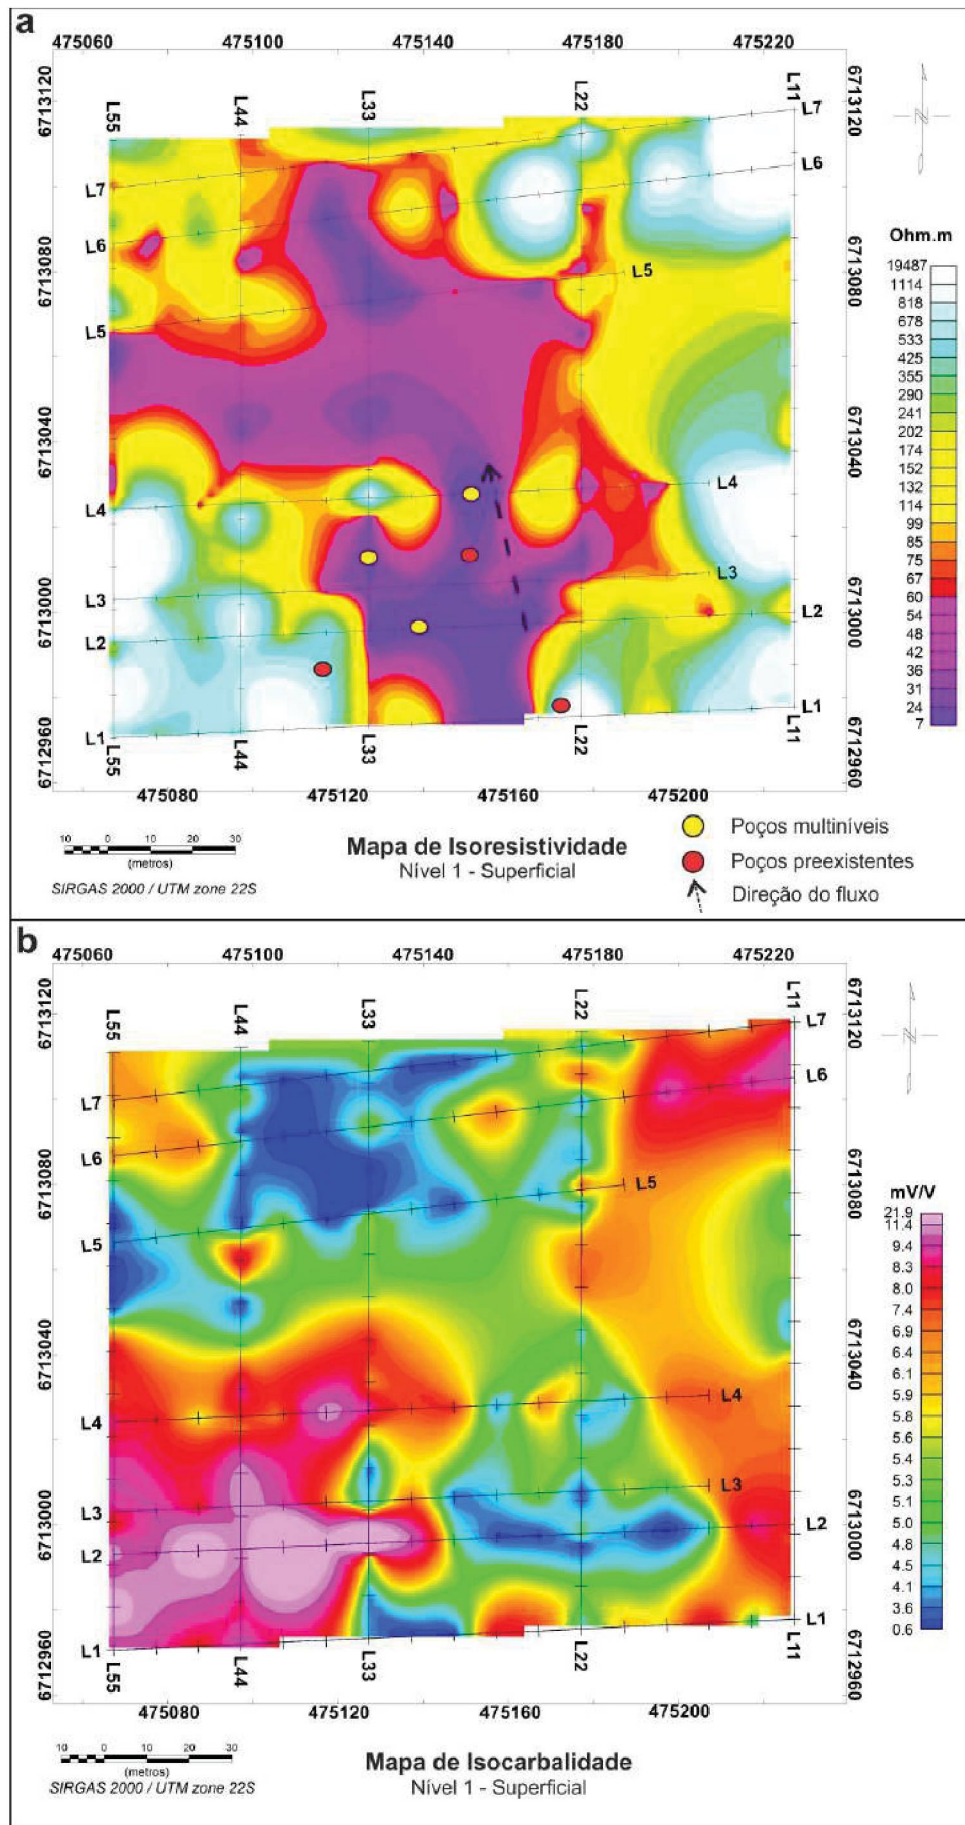 a
475060 475100 475140 475180 475220
6713120 6713080 6713040 6713000 6712960
6713120 6713080 6713040 6713000 6712960
L55 L44 L33 L22 L11
L7
L6
L7
L6
L5
L5
L4
L4
L3
L3
L2
L2
L1
L1
L55 L44 L33 L22 L11
475080 475120 475160 475200
N
Ohm.m
19487
1114
818
678
533
425
355
290
241
202
174
152
132
114
99
85
75
67
60
54
48
42
36
31
24
7
10 0 10 20 30
(metros)
SIRGAS 2000 / UTM zone 22S
Mapa de Isoresistividade
Nível 1 - Superficial
Poços multiníveis
Poços preexistentes
Direção do fluxo
b
475060 475100 475140 475180 475220
6713120 6713080 6713040 6713000 6712960
6713120 6713080 6713040 6713000 6712960
L55 L44 L33 L22 L11
L7
L6
L7
L6
L5
L5
L4
L4
L3
L3
L2
L2
L1
L1
L55 L44 L33 L22 L11
475080 475120 475160 475200
N
mV/V
21.9
11.4
9.4
8.3
8.0
7.4
6.9
6.4
6.1
5.9
5.8
5.6
5.4
5.3
5.1
5.0
4.8
4.5
4.1
3.6
0.6
10 0 10 20 30
(metros)
SIRGAS 2000 / UTM zone 22S
Mapa de Isocarbalidade
Nível 1 - Superficial